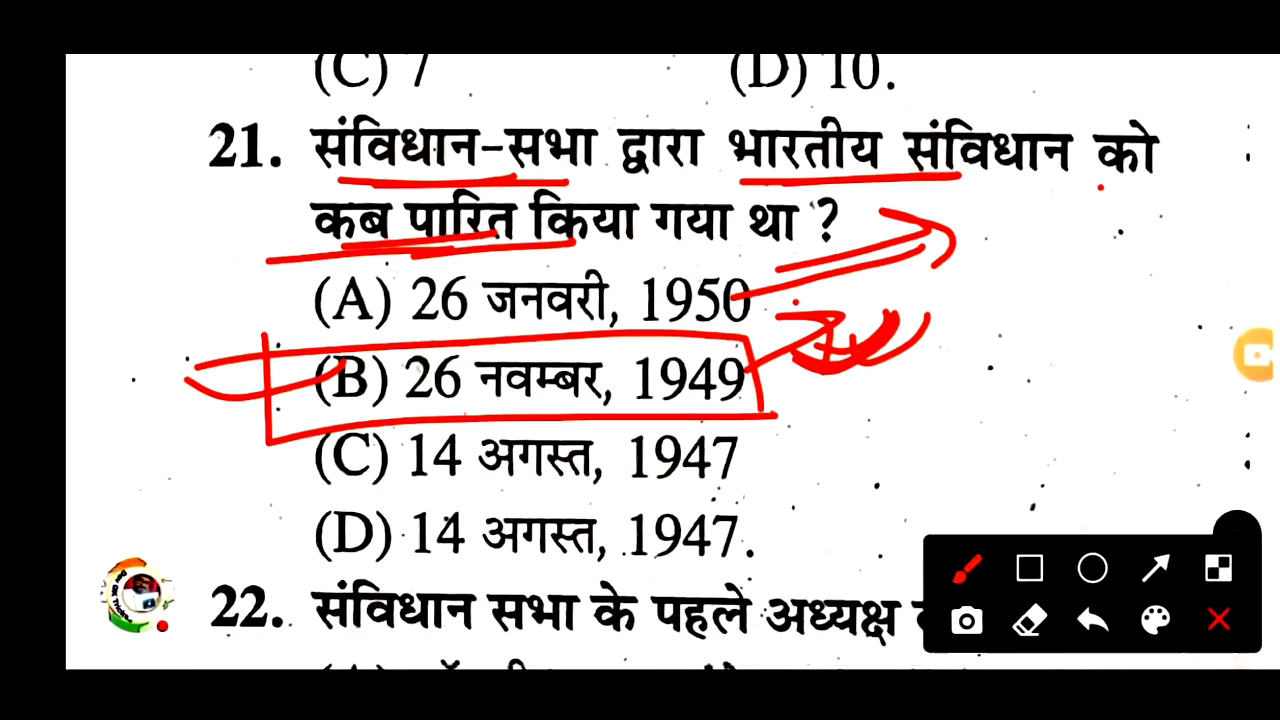 (C) 7 (D) 10.
21. संविधान-सभा द्वारा भारतीय संविधान को
कब पारित किया गया था ?
(A) 26 जनवरी, 1950
(B) 26 नवम्बर, 1949
(C) 14 अगस्त, 1947
(D) 14 अगस्त, 1947.
22. संविधान सभा के पहले अध्यक्ष